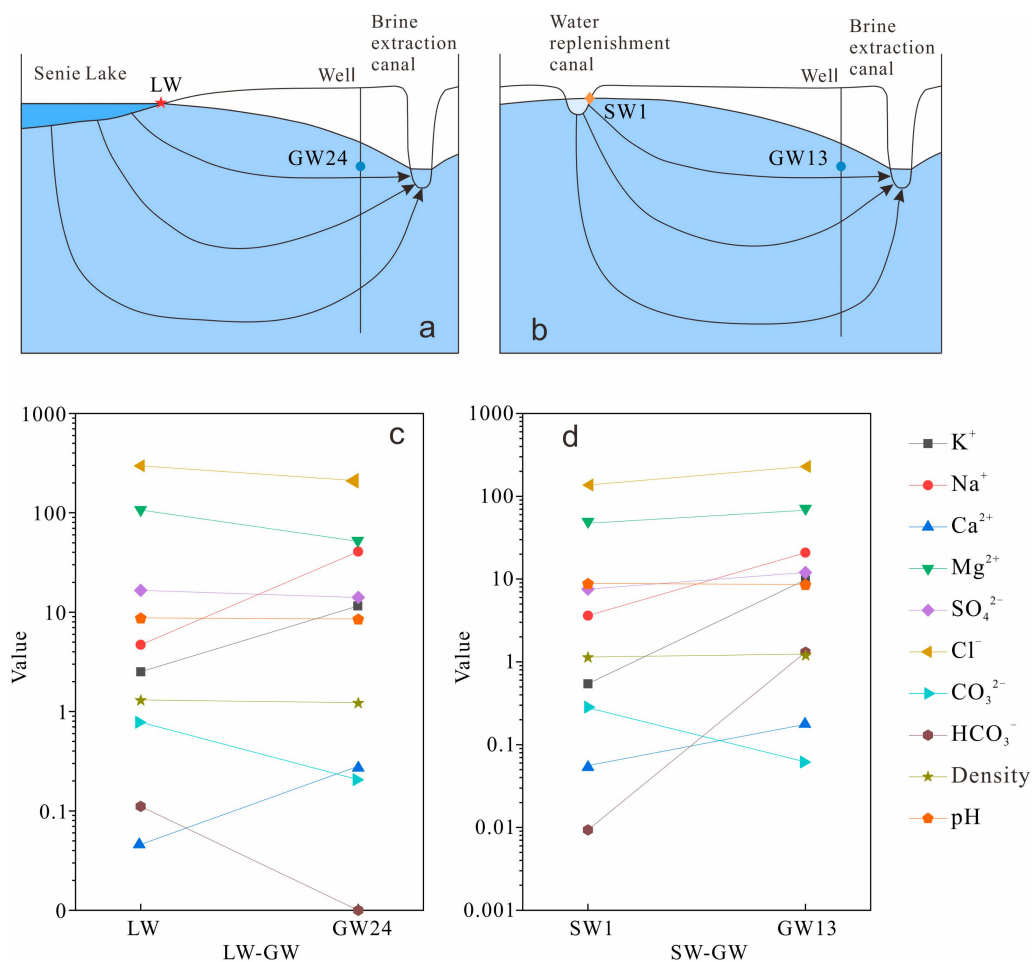 Senie Lake
LW
Well
Brine
extraction
canal
GW24
a
Water
replenishment
canal
SW1
Well
Brine
extraction
canal
GW13
b
c
Value
1000
100
10
1
0.1
0
LW
GW24
LW-GW
d
Value
1000
100
10
1
0.1
0.01
0.001
SW1
GW13
SW-GW
K⁺
Na⁺
Ca²⁺
Mg²⁺
SO₄²⁻
Cl⁻
CO₃²⁻
HCO₃⁻
Density
pH